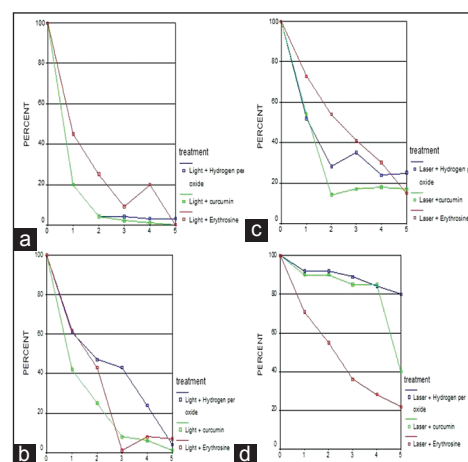 100
80
60
40
20
0
PERCENT
0
1
2
3
4
5
treatment
Light + Hydrogen per
oxide
Light + curcumin
Light + Erythrosine
a
100
80
60
40
20
0
PERCENT
0
1
2
3
4
5
treatment
Laser + Hydrogen per
oxide
Laser +curcumin
Laser + Erythrosine
c
100
80
60
40
20
0
PERCENT
0
1
2
3
4
5
treatment
Light + Hydrogen per
oxide
Light + curcumin
Light + Erythrosine
b
100
80
60
40
20
0
PERCENT
0
1
2
3
4
5
treatment
Laser + Hydrogen per
oxide
Laser + curcumin
Laser + Erythrosine
d